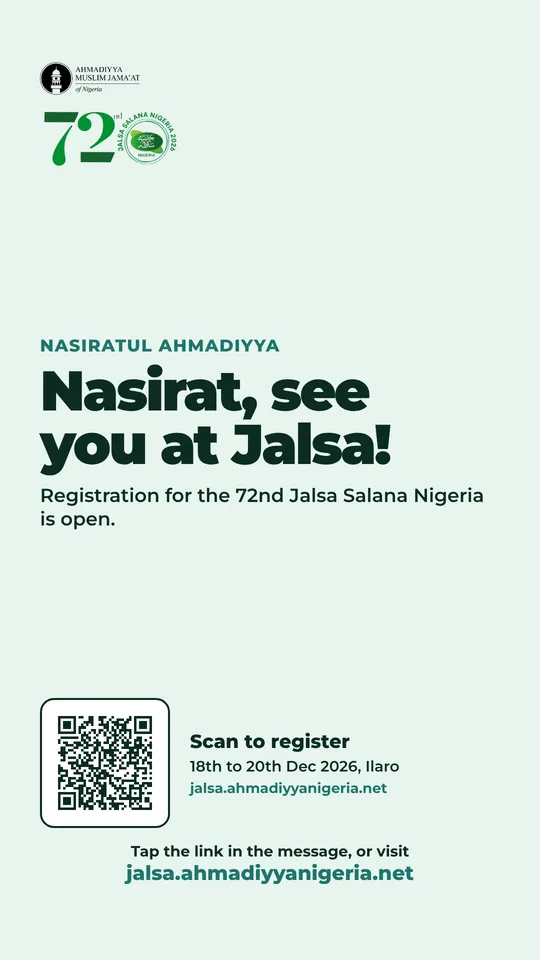 AHMADIYYA
MUSLIM JAMA'AT
of Nigeria
72nd
JALSA SALANA NIGERIA 2026
NIGERIA
NASIRATUL AHMADIYYA
Nasirat, see
you at Jalsa!
Registration for the 72nd Jalsa Salana Nigeria
is open.
Scan to register
18th to 20th Dec 2026, Ilaro
jalsa.ahmadiyyanigeria.net
Tap the link in the message, or visit
jalsa.ahmadiyyanigeria.net